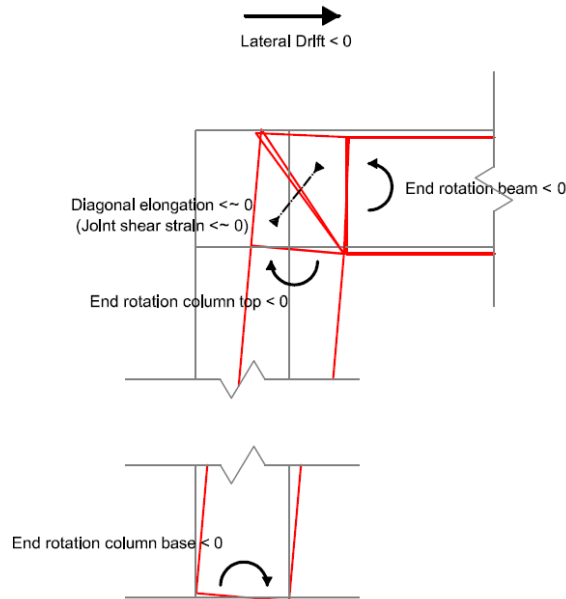 Lateral Drift < 0
End rotation beam < 0
Diagonal elongation <~ 0
(Joint shear strain <~ 0)
End rotation column top < 0
End rotation column base < 0